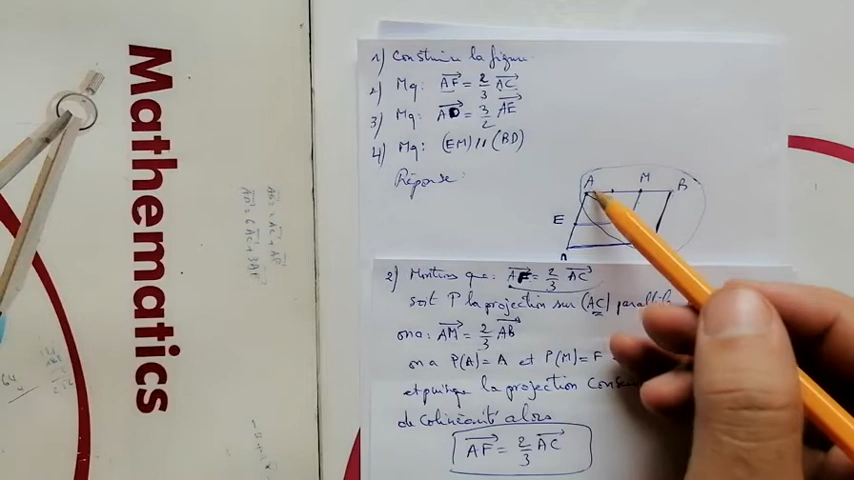 Mathematics
1) Construire la figure
2) Mq: AF = 2/3 AC
3) Mq: AD = 3/2 AE
4) Mq: (EM) // (BD)
Réponse:
A M B
E
2) Montrons que: AF = 2/3 AC
soit P la projection sur (AC) parallèle
on a: AM = 2/3 AB
on a P(A) = A et P(M) = F
et puisque la projection
de Colinéarité alors
AF = 2/3 AC